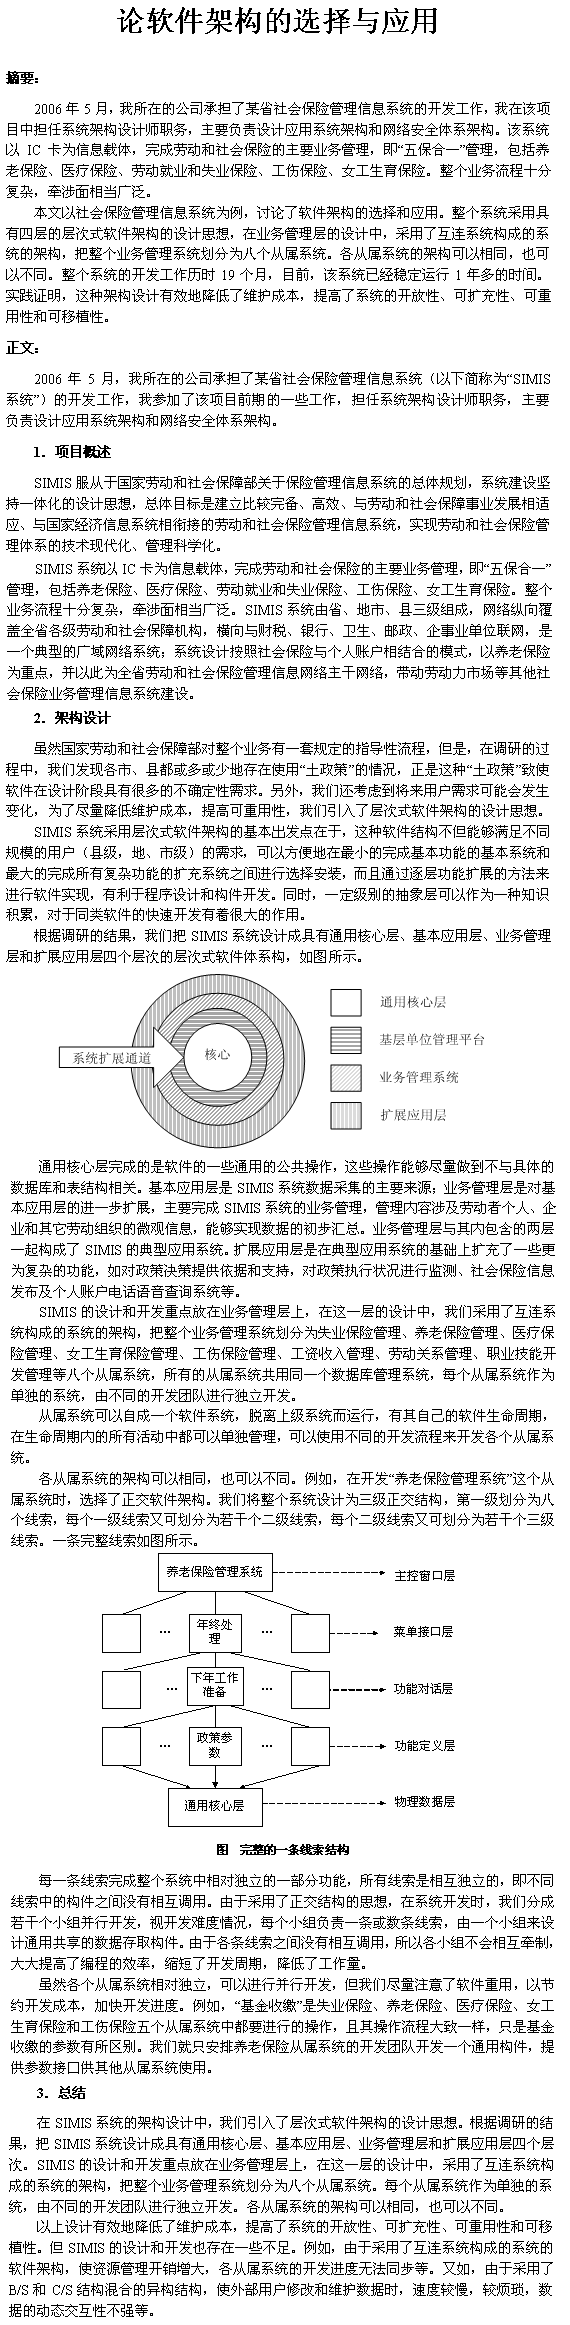 论软件架构的选择与应用
摘要：
2006 年 5 月，我所在的公司承担了某省社会保险管理信息系统的开发工作，我在该项
目中担任系统架构设计师职务，主要负责设计应用系统架构和网络安全体系架构。该系统
以 IC 卡为信息载体，完成劳动和社会保险的主要业务管理，即“五保合一”管理，包括养
老保险、医疗保险、劳动就业和失业保险、工伤保险、女工生育保险。整个业务流程十分
复杂，牵涉面相当广泛。
本文以社会保险管理信息系统为例，讨论了软件架构的选择和应用。整个系统采用具
有四层的层次式软件架构的设计思想，在业务管理层的设计中，采用了互连系统构成的系
统的架构，把整个业务管理系统划分为八个从属系统。各从属系统的架构可以相同，也可
以不同。整个系统的开发工作历时 19 个月，目前，该系统已经稳定运行 1 年多的时间。
实践证明，这种架构设计有效地降低了维护成本，提高了系统的开放性、可扩充性、可重
用性和可移植性。
正文：
2006 年 5 月，我所在的公司承担了某省社会保险管理信息系统（以下简称为“SIMIS
系统”）的开发工作，我参加了该项目前期的一些工作，担任系统架构设计师职务，主要
负责设计应用系统架构和网络安全体系架构。
1．项目概述
SIMIS 服从于国家劳动和社会保障部关于保险管理信息系统的总体规划，系统建设坚
持一体化的设计思想，总体目标是建立比较完备、高效、与劳动和社会保障事业发展相适
应、与国家经济信息系统相衔接的劳动和社会保险管理信息系统，实现劳动和社会保险管
理体系的技术现代化、管理科学化。
SIMIS 系统以 IC 卡为信息载体，完成劳动和社会保险的主要业务管理，即“五保合一”
管理，包括养老保险、医疗保险、劳动就业和失业保险、工伤保险、女工生育保险。整个
业务流程十分复杂，牵涉面相当广泛。SIMIS 系统由省、地市、县三级组成，网络纵向覆
盖全省各级劳动和社会保障机构，横向与财税、银行、卫生、邮政、企事业单位联网，是
一个典型的广域网络系统；系统设计按照社会保险与个人账户相结合的模式，以养老保险
为重点，并以此为全省劳动和社会保险管理信息网络主干网络，带动劳动力市场等其他社
会保险业务管理信息系统建设。
2．架构设计
虽然国家劳动和社会保障部对整个业务有一套规定的指导性流程，但是，在调研的过
程中，我们发现各市、县都或多或少地存在使用“土政策”的情况，正是这种“土政策”致使
软件在设计阶段具有很多的不确定性需求。另外，我们还考虑到将来用户需求可能会发生
变化，为了尽量降低维护成本，提高可重用性，我们引入了层次式软件架构的设计思想。
SIMIS 系统采用层次式软件架构的基本出发点在于，这种软件结构不但能够满足不同
规模的用户（县级，地、市级）的需求，可以方便地在最小的完成基本功能的基本系统和
最大的完成所有复杂功能的扩充系统之间进行选择安装，而且通过逐层功能扩展的方法来
进行软件实现，有利于程序设计和构件开发。同时，一定级别的抽象层可以作为一种知识
积累，对于同类软件的快速开发有着很大的作用。
根据调研的结果，我们把 SIMIS 系统设计成具有通用核心层、基本应用层、业务管理
层和扩展应用层四个层次的层次式软件体系构，如图所示。
通用核心层
基层单位管理平台
系统扩展通道
核心
业务管理系统
扩展应用层
通用核心层完成的是软件的一些通用的公共操作，这些操作能够尽量做到不与具体的
数据库和表结构相关。基本应用层是 SIMIS 系统数据采集的主要来源；业务管理层是对基
本应用层的进一步扩展，主要完成 SIMIS 系统的业务管理，管理内容涉及劳动者个人、企
业和其它劳动组织的微观信息，能够实现数据的初步汇总。业务管理层与其内包含的两层
一起构成了 SIMIS 的典型应用系统。扩展应用层是在典型应用系统的基础上扩充了一些更
为复杂的功能，如对政策决策提供依据和支持，对政策执行状况进行监测、社会保险信息
发布及个人账户电话语音查询系统等。
SIMIS 的设计和开发重点放在业务管理层上，在这一层的设计中，我们采用了互连系
统构成的系统的架构，把整个业务管理系统划分为失业保险管理、养老保险管理、医疗保
险管理、女工生育保险管理、工伤保险管理、工资收入管理、劳动关系管理、职业技能开
发管理等八个从属系统，所有的从属系统共用同一个数据库管理系统，每个从属系统作为
单独的系统，由不同的开发团队进行独立开发。
从属系统可以自成一个软件系统，脱离上级系统而运行，有其自己的软件生命周期，
在生命周期内的所有活动中都可以单独管理，可以使用不同的开发流程来开发各个从属系
统。
各从属系统的架构可以相同，也可以不同。例如，在开发“养老保险管理系统”这个从
属系统时，选择了正交软件架构。我们将整个系统设计为三级正交结构，第一级划分为八
个线索，每个一级线索又可划分为若干个二级线索，每个二级线索又可划分为若干个三级
线索。一条完整线索如图所示。
养老保险管理系统
主控窗口层
… 年终处
理 …
菜单接口层
… 下年工作
准备 …
功能对话层
… 政策参
数 …
功能定义层
通用核心层
物理数据层
图 完整的一条线索结构
每一条线索完成整个系统中相对独立的一部分功能，所有线索是相互独立的，即不同
线索中的构件之间没有相互调用。由于采用了正交结构的思想，在系统开发时，我们分成
若干个小组并行开发，视开发难度情况，每个小组负责一条或数条线索，由一个小组来设
计通用共享的数据存取构件。由于各条线索之间没有相互调用，所以各小组不会相互牵制，
大大提高了编程的效率，缩短了开发周期，降低了工作量。
虽然各个从属系统相对独立，可以进行并行开发，但我们尽量注意了软件重用，以节
约开发成本，加快开发进度。例如，“基金收缴”是失业保险、养老保险、医疗保险、女工
生育保险和工伤保险五个从属系统中都要进行的操作，且其操作流程大致一样，只是基金
收缴的参数有所区别。我们就只安排养老保险从属系统的开发团队开发一个通用构件，提
供参数接口供其他从属系统使用。
3．总结
在 SIMIS 系统的架构设计中，我们引入了层次式软件架构的设计思想。根据调研的结
果，把 SIMIS 系统设计成具有通用核心层、基本应用层、业务管理层和扩展应用层四个层
次。SIMIS 的设计和开发重点放在业务管理层上，在这一层的设计中，采用了互连系统构
成的系统的架构，把整个业务管理系统划分为八个从属系统。每个从属系统作为单独的系
统，由不同的开发团队进行独立开发。各从属系统的架构可以相同，也可以不同。
以上设计有效地降低了维护成本，提高了系统的开放性、可扩充性、可重用性和可移
植性。但 SIMIS 的设计和开发也存在一些不足。例如，由于采用了互连系统构成的系统的
软件架构，使资源管理开销增大，各从属系统的开发进度无法同步等。又如，由于采用了
B/S 和 C/S 结构混合的异构结构，使外部用户修改和维护数据时，速度较慢，较烦琐，数
据的动态交互性不强等。